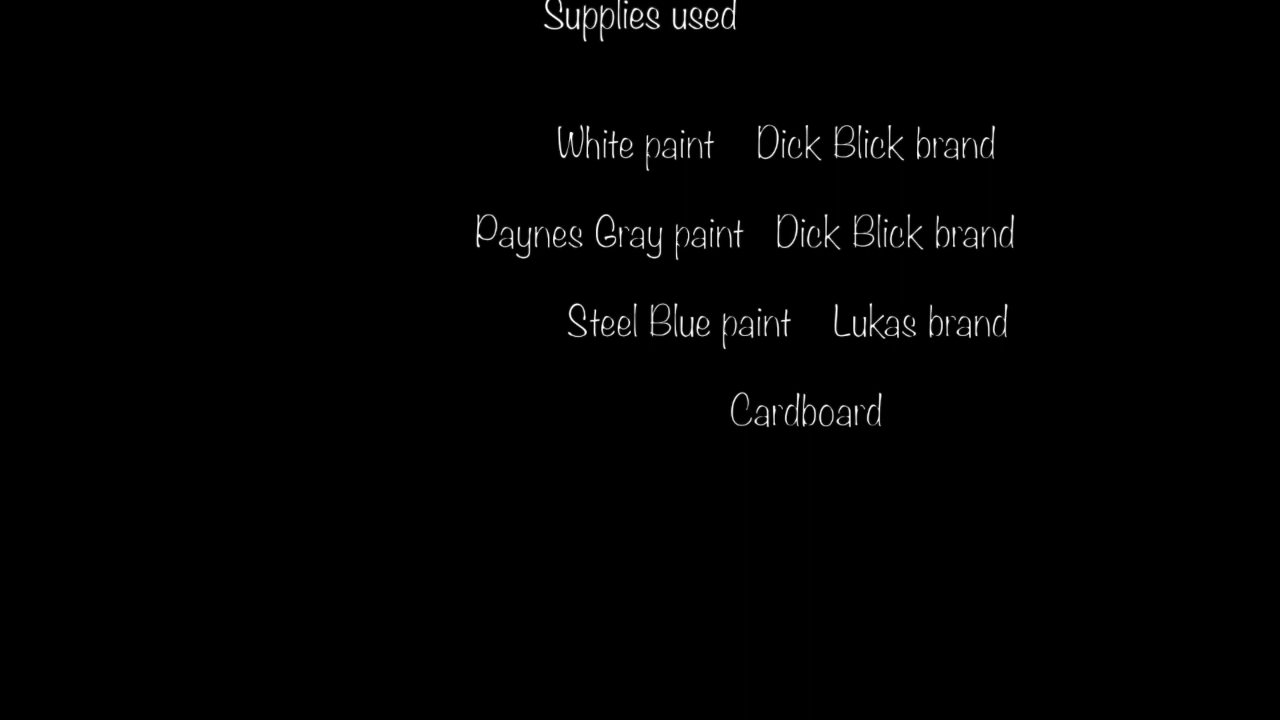 Supplies used
White paint Dick Blick brand
Paynes Gray paint Dick Blick brand
Steel Blue paint Lukas brand
Cardboard